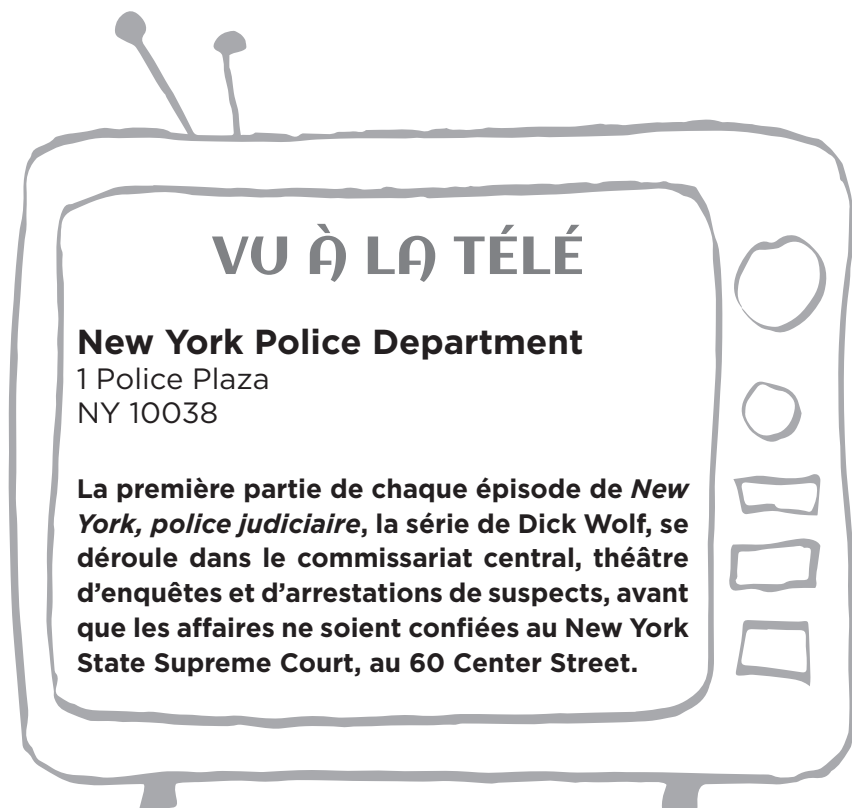 VU À LA TÉLÉ
New York Police Department
1 Police Plaza
NY 10038
La première partie de chaque épisode de New
York, police judiciaire, la série de Dick Wolf, se
déroule dans le commissariat central, théâtre
d’enquêtes et d’arrestations de suspects, avant
que les affaires ne soient confiées au New York
State Supreme Court, au 60 Center Street.